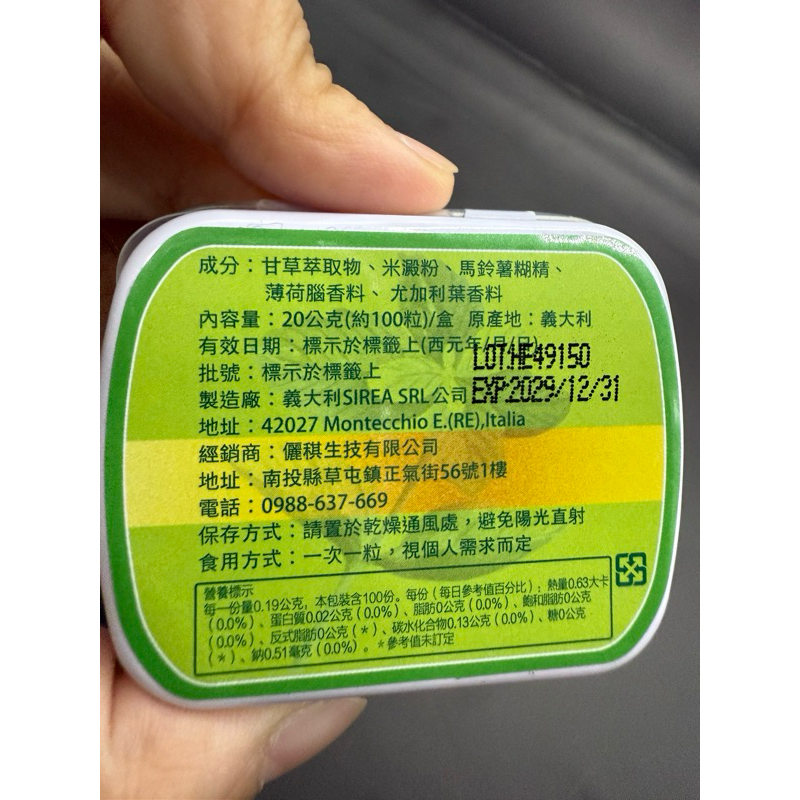 成分：甘草萃取物、米澱粉、馬鈴薯糊精、
薄荷腦香料、尤加利葉香料
內容量：20公克(約100粒)/盒 原產地：義大利
有效日期：標示於標籤上(西元年/月/日)
LOT:HE49150
批號：標示於標籤上
EXP:2029/12/31
製造廠：義大利SIREA SRL公司
地址：42027 Montecchio E.(RE),Italia
經銷商：儷稘生技有限公司
地址：南投縣草屯鎮正氣街56號1樓
電話：0988-637-669
保存方式：請置於乾燥通風處，避免陽光直射
食用方式：一次一粒，視個人需求而定
營養標示
每一份量0.19公克，本包裝含100份。每份（每日參考值百分比）：熱量0.63大卡
（0.0%）、蛋白質0.02公克（0.0%）、脂肪0公克（0.0%）、飽和脂肪0公克
（0.0%）、反式脂肪0公克（*）、碳水化合物0.13公克（0.0%）、糖0公克
（*）、鈉0.51毫克（0.0%）。*參考值未訂定